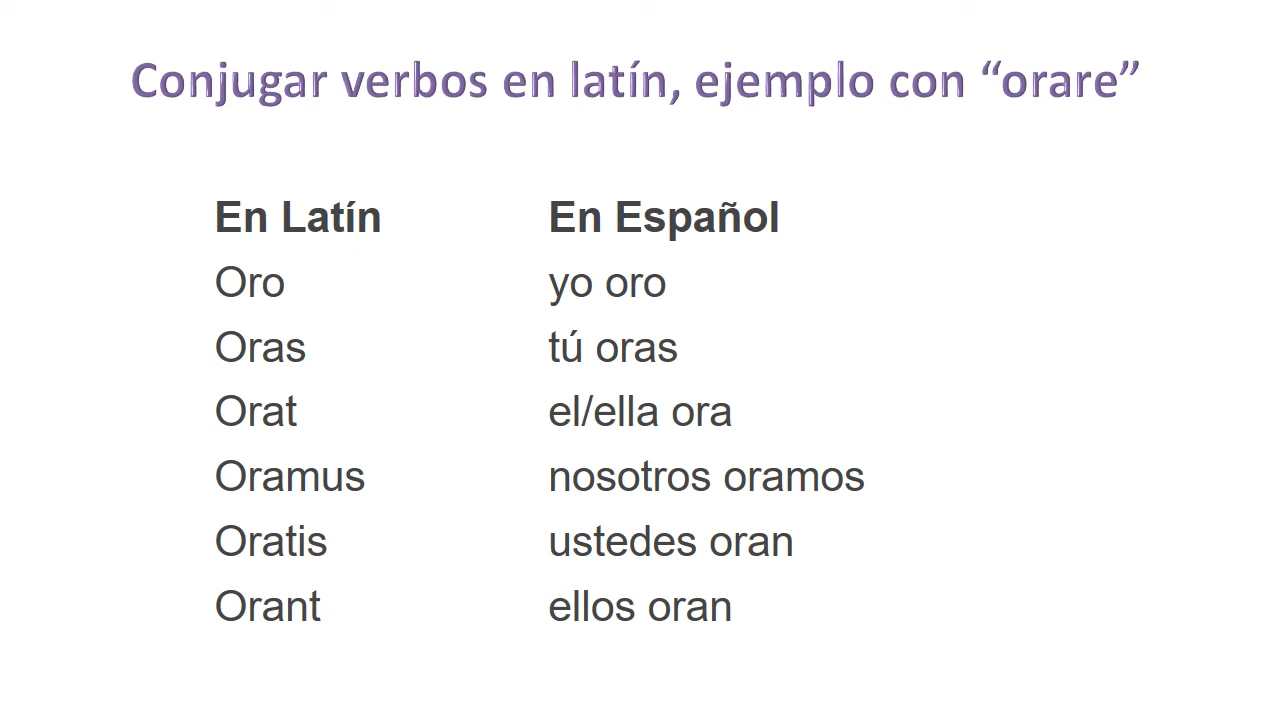 Conjugar verbos en latín, ejemplo con “orare”
En Latín En Español
Oro yo oro
Oras tú oras
Orat el/ella ora
Oramus nosotros oramos
Oratis ustedes oran
Orant ellos oran